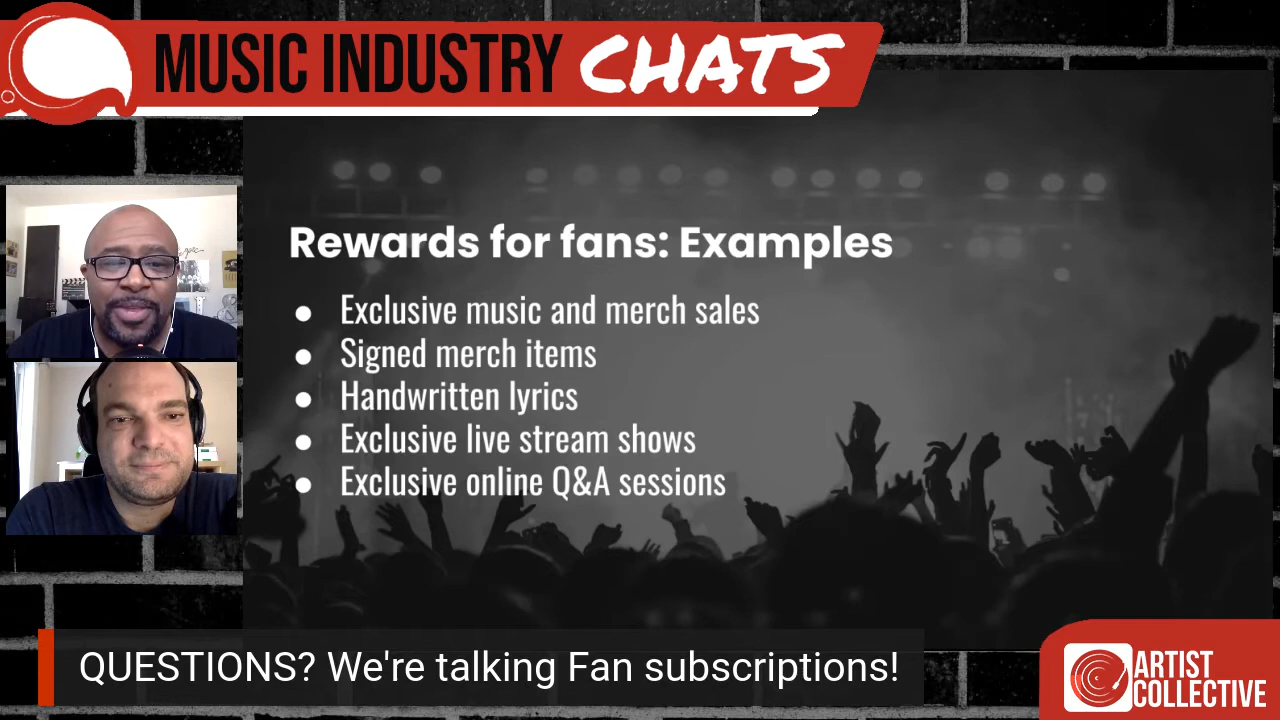 MUSIC INDUSTRY CHATS
Rewards for fans: Examples
● Exclusive music and merch sales
● Signed merch items
● Handwritten lyrics
● Exclusive live stream shows
● Exclusive online Q&A sessions
QUESTIONS? We're talking Fan subscriptions!
ARTIST
COLLECTIVE